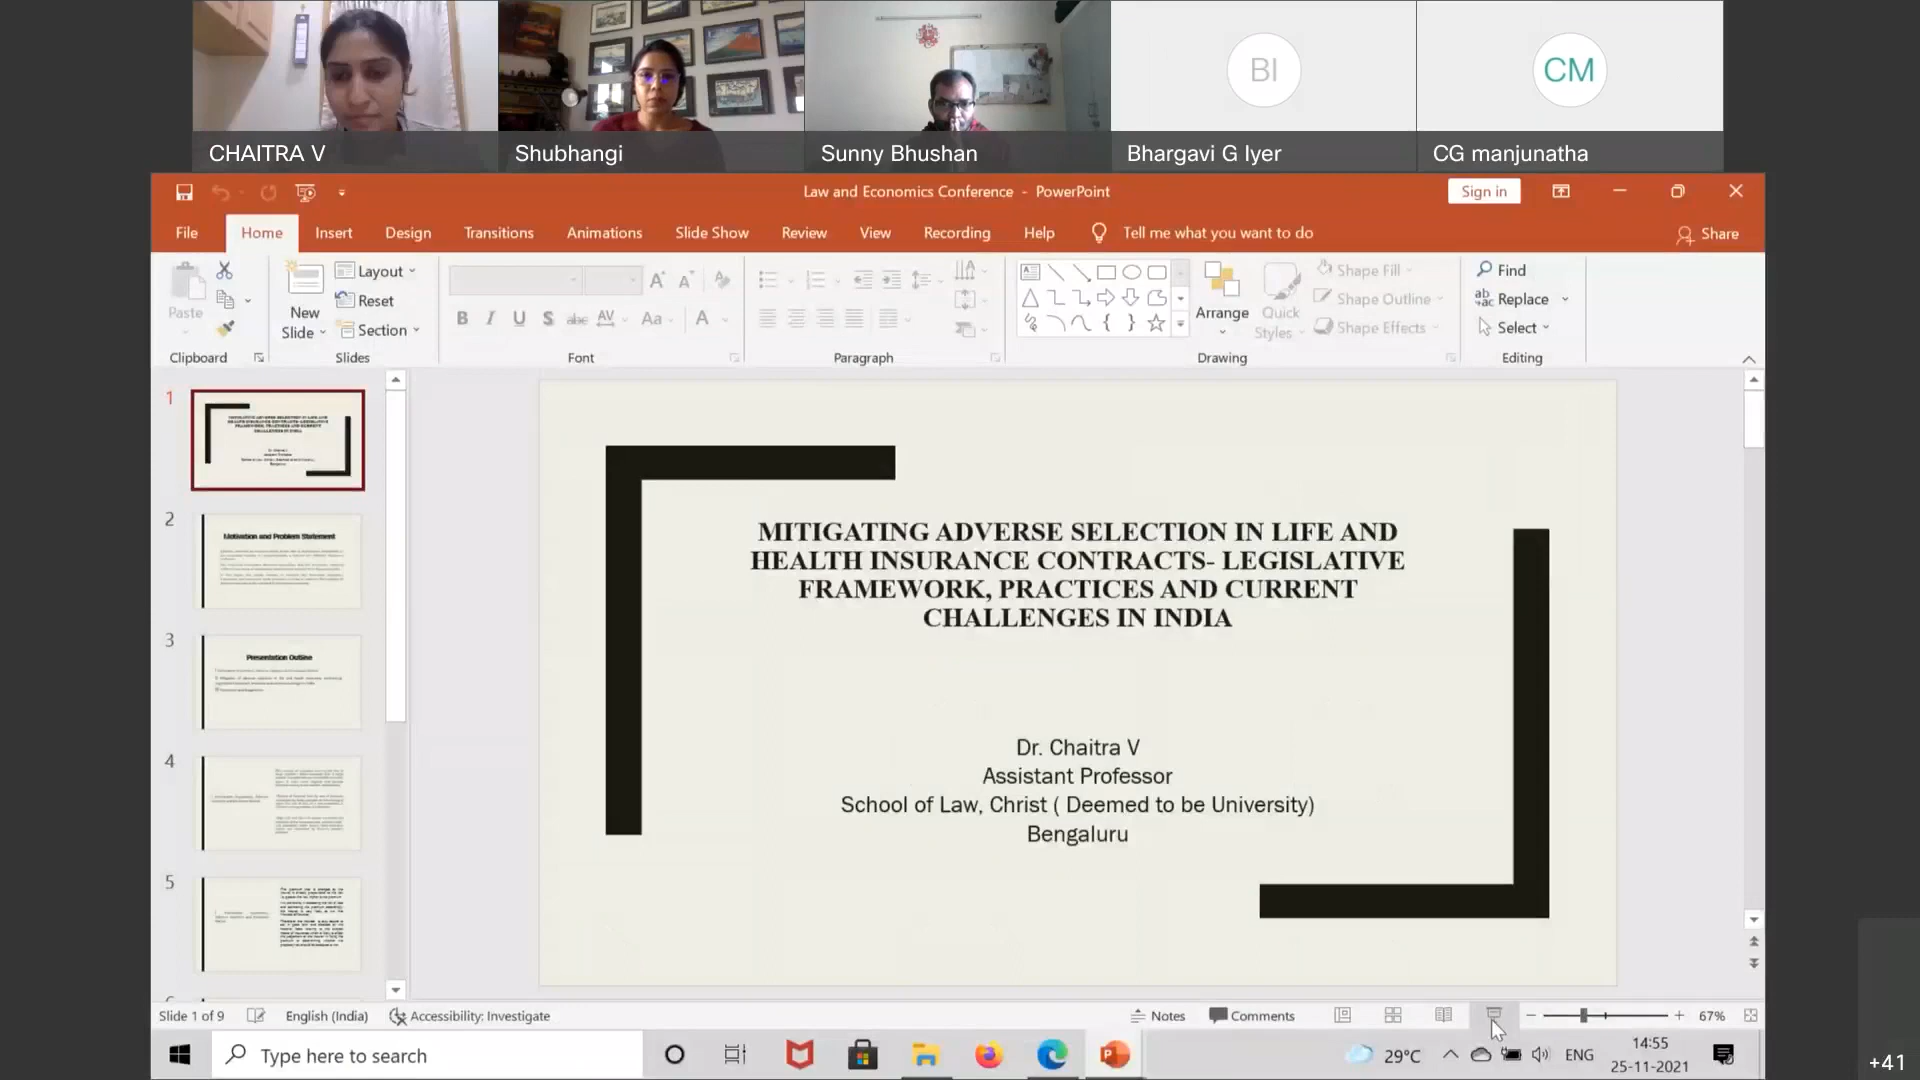 CHAITRA V
Shubhangi
Sunny Bhushan
BI
Bhargavi G Iyer
CM
CG manjunatha
Law and Economics Conference - PowerPoint
Sign in
File
Home
Insert
Design
Transitions
Animations
Slide Show
Review
View
Recording
Help
Tell me what you want to do
Share
Paste
New
Slide
Layout
Reset
Section
Clipboard
Slides
Font
Paragraph
Arrange
Quick
Styles
Shape Fill
Shape Outline
Shape Effects
Drawing
Find
Replace
Select
Editing
1
2
Motivation and Problem Statement
3
Presentation Outline
4
5
MITIGATING ADVERSE SELECTION IN LIFE AND
HEALTH INSURANCE CONTRACTS- LEGISLATIVE
FRAMEWORK, PRACTICES AND CURRENT
CHALLENGES IN INDIA
Dr. Chaitra V
Assistant Professor
School of Law, Christ ( Deemed to be University)
Bengaluru
Slide 1 of 9
English (India)
Accessibility: Investigate
Notes
Comments
67%
Type here to search
29°C
ENG
14:55
25-11-2021
+41